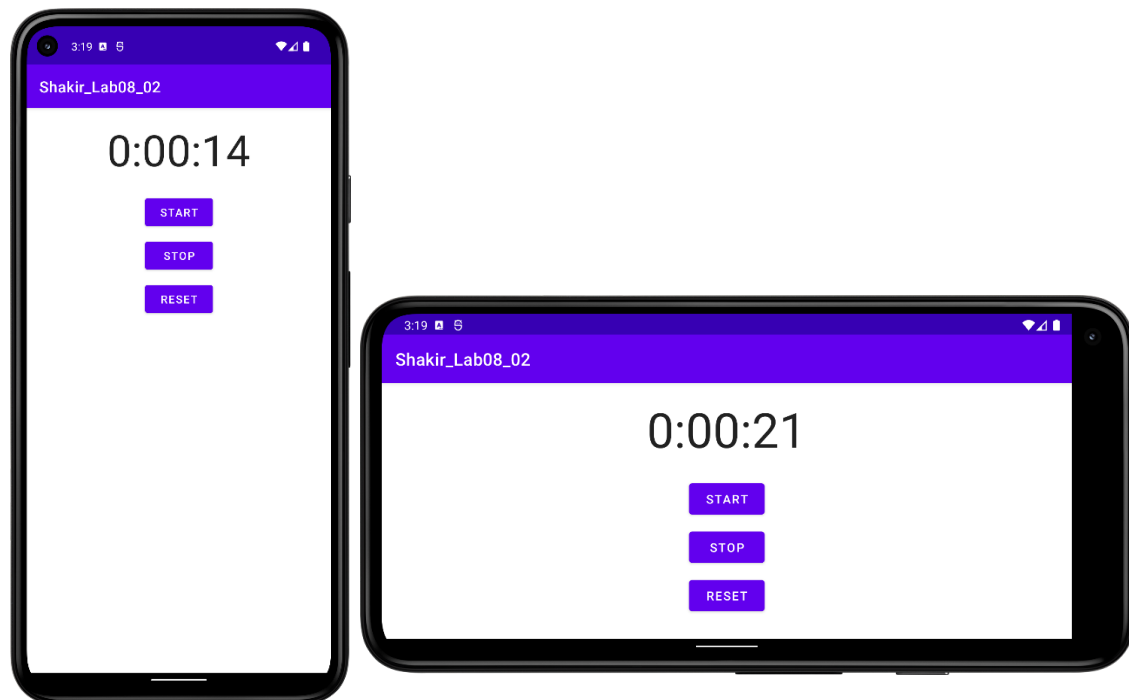 3:19
Shakir_Lab08_02
0:00:14
START
STOP
RESET
3:19
Shakir_Lab08_02
0:00:21
START
STOP
RESET